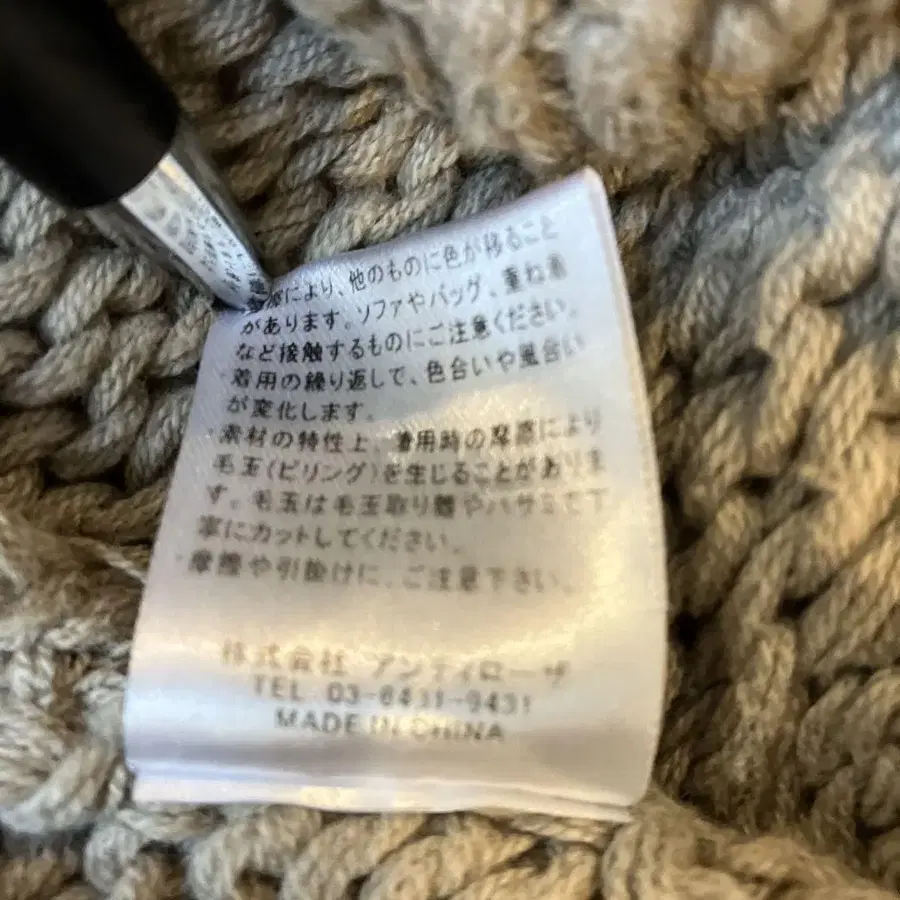 により、他のものに色が移ること
があります。ソファやバッグ、重ね着
など接触するものにご注意ください。
・着用の繰り返しで、色合いや風合い
が変化します。
・素材の特性上、着用時の摩擦により
毛玉(ピリング)を生じることがありま
す。毛玉は毛玉取り器やハサミで丁
寧にカットしてください。
・摩擦や引掛けに、ご注意下さい。
株式会社 アンティローザ
TEL 03-6431-9431
MADE IN CHINA